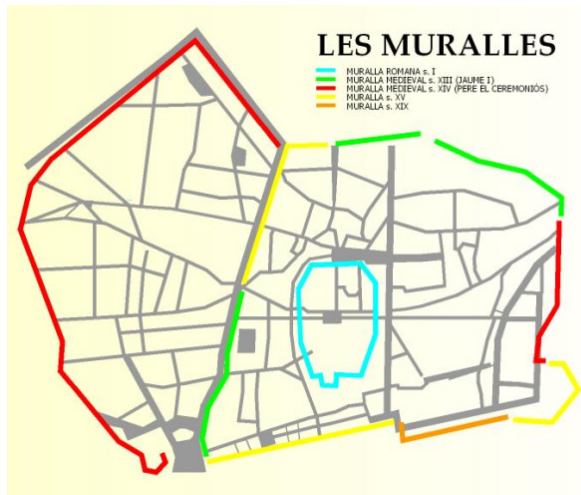 LES MURALLES
MURALLA ROMANA s. I
MURALLA MEDIEVAL s. XIII (JAUME I)
MURALLA MEDIEVAL s. XIV (PERE EL CEREMONIÓS)
MURALLA s. XV
MURALLA s. XIX